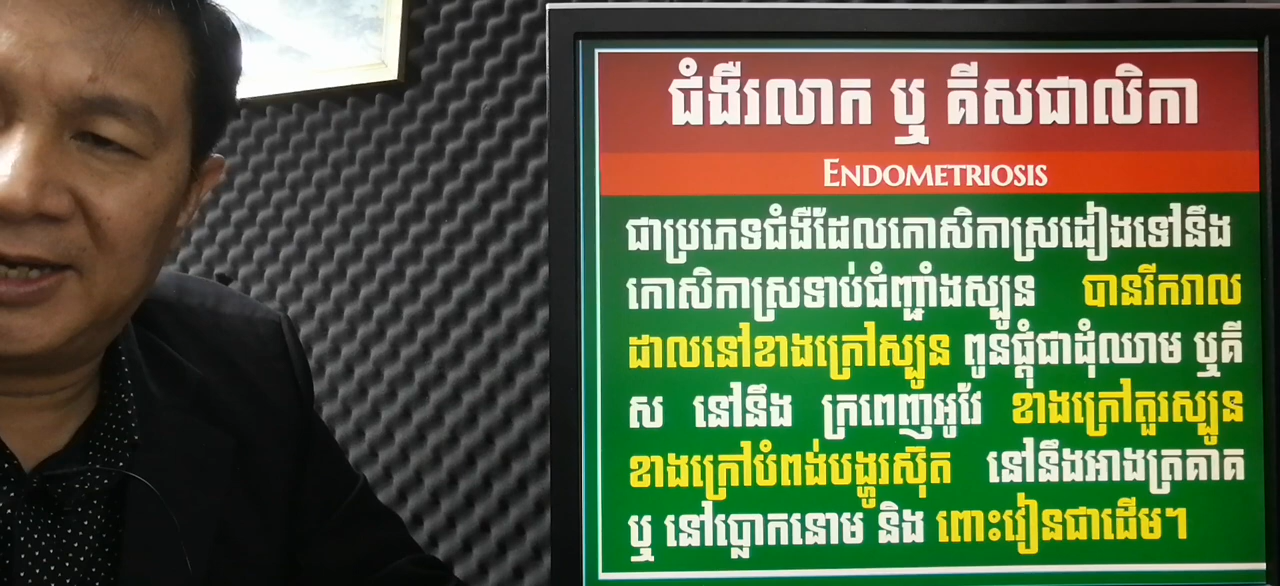 ជំងឺរលាក ឬ គីសជាលិកា
ENDOMETRIOSIS
ជាប្រភេទជំងឺដែលកោសិកាស្រដៀងទៅនឹង
កោសិកាស្រទាប់ជំញ្ជាំងស្បូន បានរីករាល
ដាលនៅខាងក្រៅស្បូន ពូនផ្តុំជាដុំឈាម ឬគី
ស នៅនឹង ក្រពេញអូវែ ខាងក្រៅតួរស្បូន
ខាងក្រៅបំពង់បង្ហូរស៊ុត នៅនឹងអាងត្រគាគ
ឬ នៅប្លោកនោម និង ពោះវៀនជាដើម។